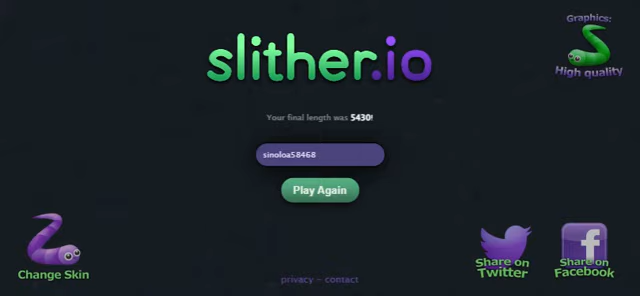 Graphics:
High quality
slither.io
Your final length was 5430!
sinoloa58468
Play Again
Change Skin
Share on
Twitter
f
Share on
Facebook
privacy – contact